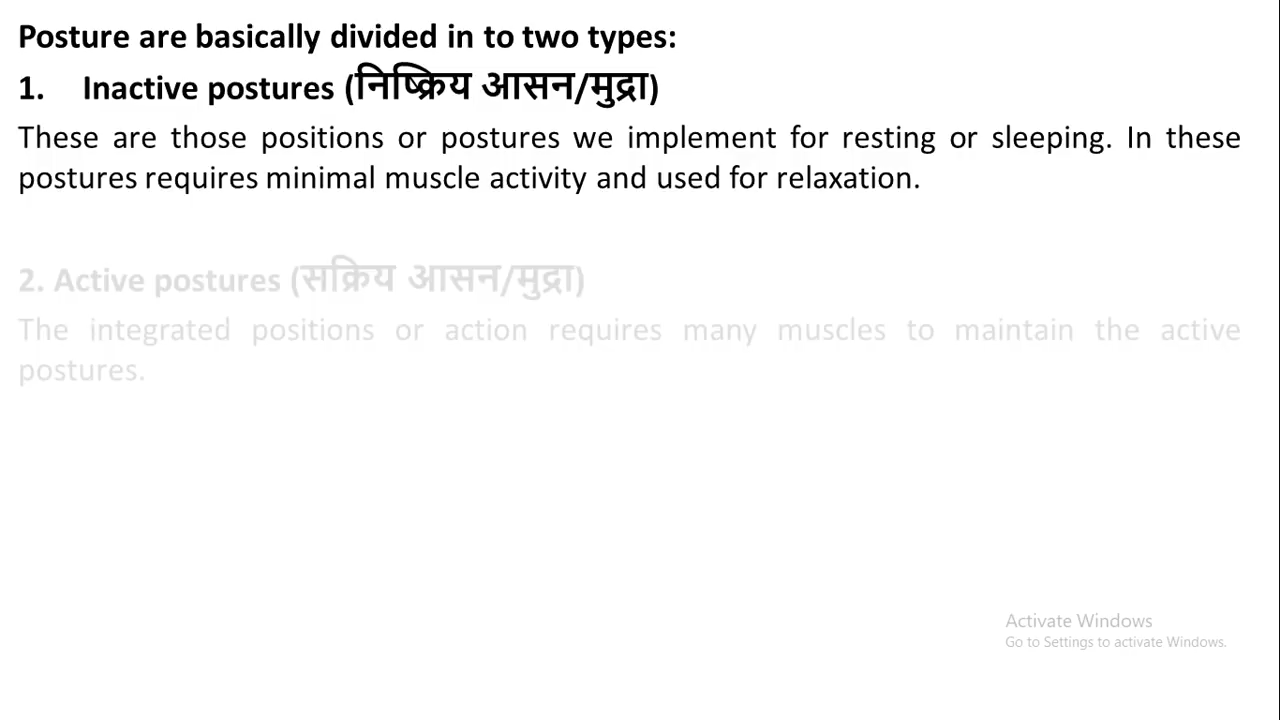 Posture are basically divided in to two types:
1. Inactive postures (निष्क्रिय आसन/मुद्रा)
These are those positions or postures we implement for resting or sleeping. In these
postures requires minimal muscle activity and used for relaxation.
2. Active postures (सक्रिय आसन/मुद्रा)
The integrated positions or action requires many muscles to maintain the active
postures.
Activate Windows
Go to Settings to activate Windows.